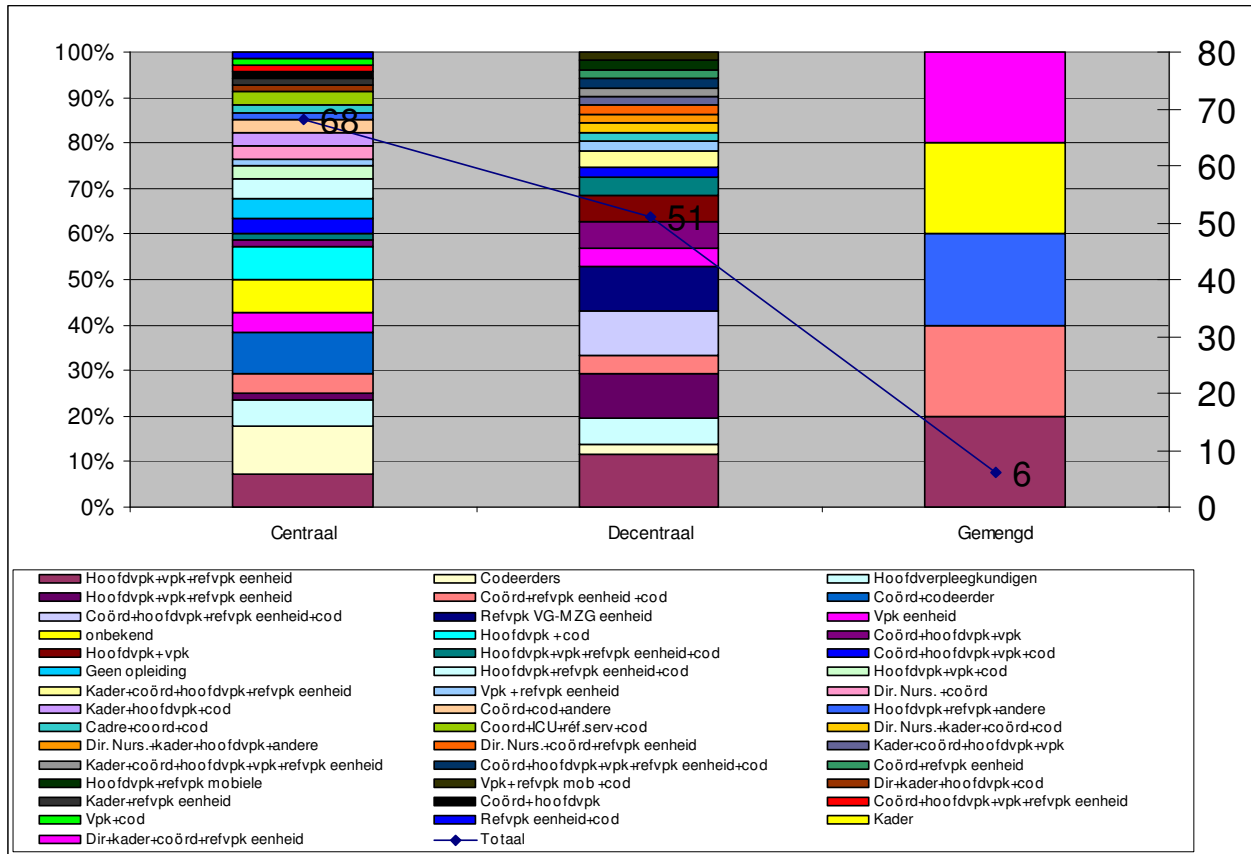 100% 80
90% 70
80% 60
70% 50
60% 40
50% 30
40% 20
30% 10
20% 0
10%
0%
68
51
6
Centraal Decentraal Gemengd
Hoofdvpk+vpk+refvpk eenheid Codeerders Hoofdverpleegkundigen
Hoofdvpk+vpk+refvpk eenheid Coörd+refvpk eenheid +cod Coörd+codeerder
Coörd+hoofdvpk+refvpk eenheid+cod Refvpk VG-MZG eenheid Vpk eenheid
onbekend Hoofdvpk +cod Coörd+hoofdvpk+vpk
Hoofdvpk+vpk Hoofdvpk+vpk+refvpk eenheid+cod Coörd+hoofdvpk+vpk+cod
Geen opleiding Hoofdvpk+refvpk eenheid+cod Hoofdvpk+vpk+cod
Kader+coörd+hoofdvpk+refvpk eenheid Vpk +refvpk eenheid Dir. Nurs. +coörd
Kader+hoofdvpk+cod Coörd+cod+andere Hoofdvpk+refvpk+andere
Cadre+coord+cod Coord+ICU+réf.serv+cod Dir. Nurs.+kader+coörd+cod
Dir. Nurs.+kader+hoofdvpk+andere Dir. Nurs.+coörd+refvpk eenheid Kader+coörd+hoofdvpk+vpk
Kader+coörd+hoofdvpk+vpk+refvpk eenheid Coörd+hoofdvpk+vpk+refvpk eenheid+cod Coörd+refvpk eenheid
Hoofdvpk+refvpk mobiele Vpk+refvpk mob +cod Dir+kader+hoofdvpk+cod
Kader+refvpk eenheid Coörd+hoofdvpk Coörd+hoofdvpk+vpk+refvpk eenheid
Vpk+cod Refvpk eenheid+cod Kader
Dir+kader+coörd+refvpk eenheid Totaal